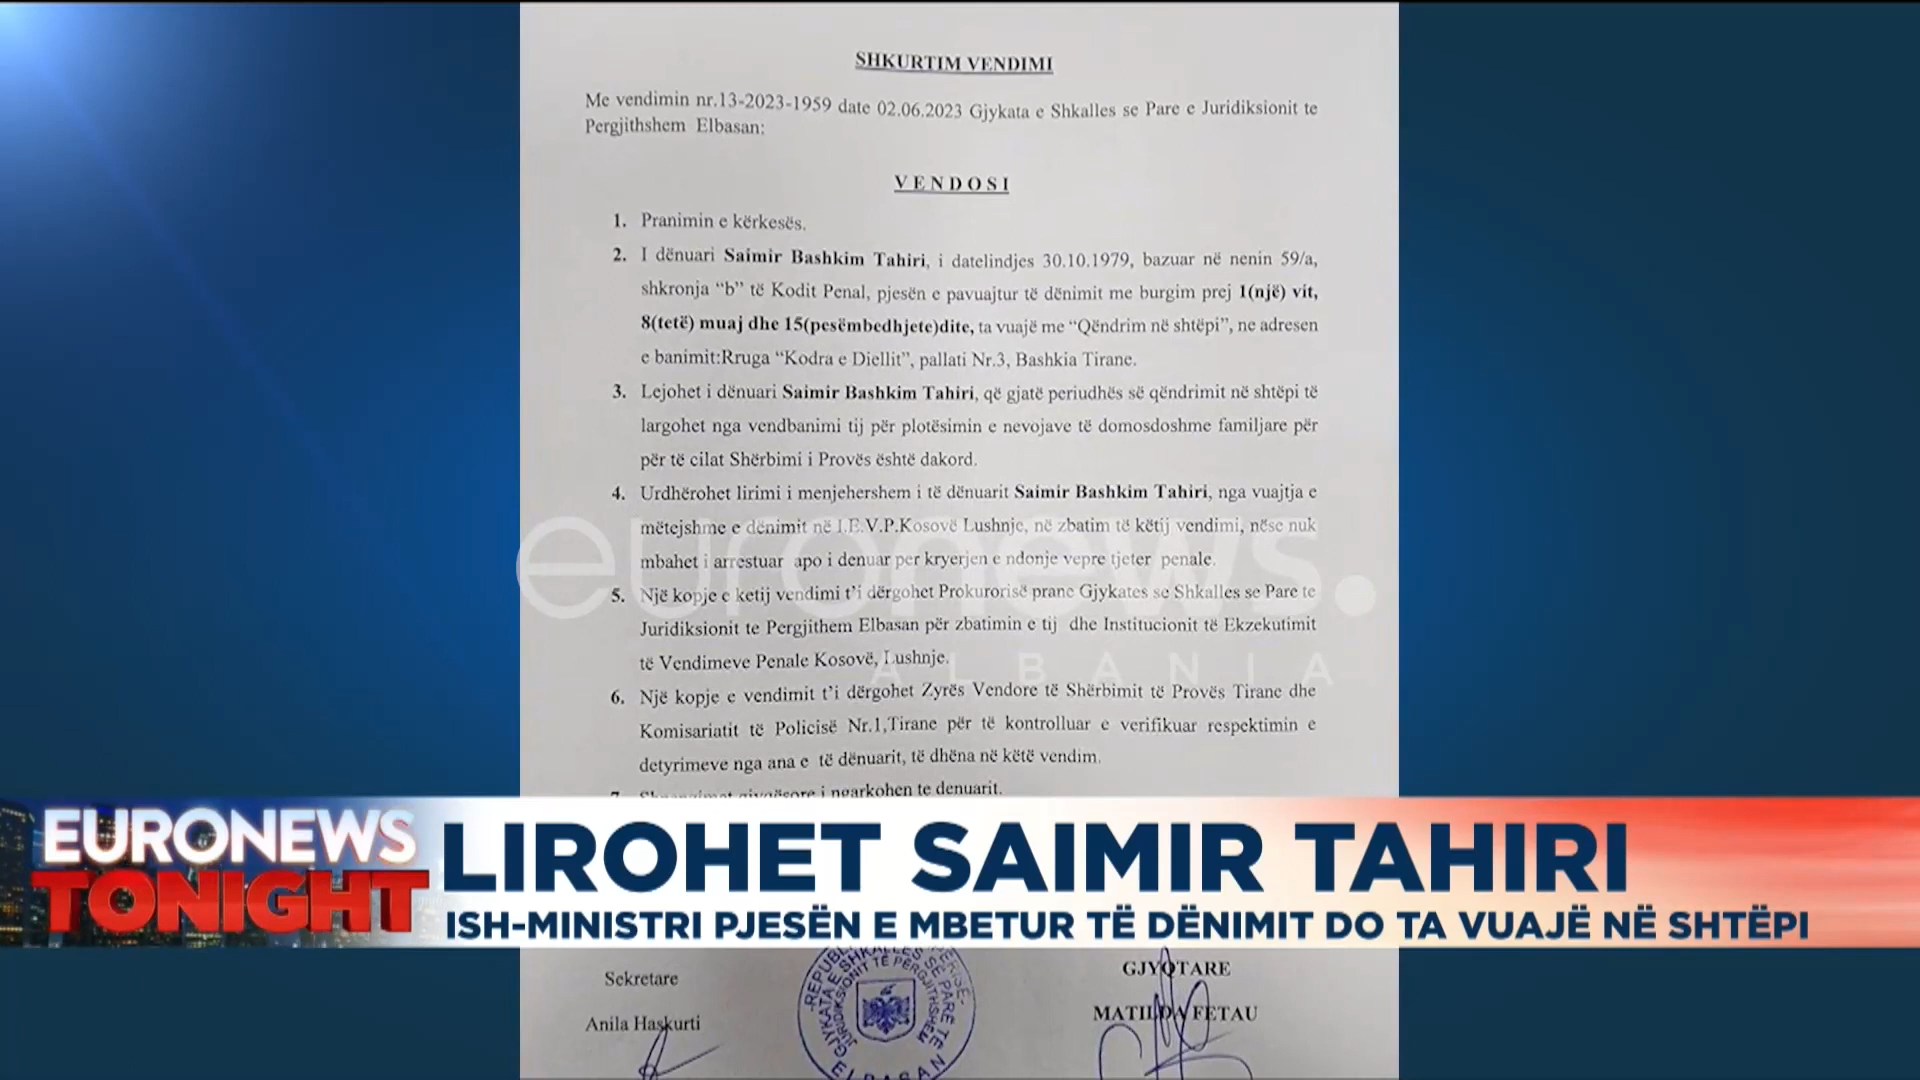 SHKURTIM VENDIMI
Me vendimin nr.13-2023-1959 date 02.06.2023 Gjykata e Shkalles se Pare e Juridiksionit te
Pergjithshem Elbasan:
VENDOSI
1. Pranimin e kërkesës.
2. I dënuari Saimir Bashkim Tahiri, i datelindjes 30.10.1979, bazuar në nenin 59/a,
shkronja “b” të Kodit Penal, pjesën e pavuajtur të dënimit me burgim prej 1(një) vit,
8(tetë) muaj dhe 15(pesëmbedhjete)dite, ta vuajë me “Qëndrim në shtëpi”, ne adresen
e banimit:Rruga “Kodra e Diellit”, pallati Nr.3, Bashkia Tirane.
3. Lejohet i dënuari Saimir Bashkim Tahiri, që gjatë periudhës së qëndrimit në shtëpi të
largohet nga vendbanimi tij për plotësimin e nevojave të domosdoshme familjare për
për të cilat Shërbimi i Provës është dakord.
4. Urdhërohet lirimi i menjehershem i të dënuarit Saimir Bashkim Tahiri, nga vuajtja e
mëtejshme e dënimit në I.E.V.P.Kosovë Lushnje, në zbatim të këtij vendimi, nëse nuk
mbahet i arrestuar apo i denuar per kryerjen e ndonje vepre tjeter penale.
euronews.
5. Një kopje e ketij vendimi t’i dërgohet Prokurorisë prane Gjykates se Shkalles se Pare te
Juridiksionit te Pergjithem Elbasan për zbatimin e tij dhe Institucionit të Ekzekutimit
të Vendimeve Penale Kosovë, Lushnje.
ALBANIA
6. Një kopje e vendimit t’i dërgohet Zyrës Vendore të Shërbimit të Provës Tirane dhe
Komisariatit të Policisë Nr.1,Tirane për të kontrolluar e verifikuar respektimin e
detyrimeve nga ana e të dënuarit, të dhëna në këtë vendim.
i ngarkohen te denuarit.
EURONEWS
TONIGHT
LIROHET SAIMIR TAHIRI
ISH-MINISTRI PJESËN E MBETUR TË DËNIMIT DO TA VUAJË NË SHTËPI
Sekretare
GJYQTARE
Anila Haskurti
MATILDA FETAU
GJYKATA E SHKALLES SE PARE TE
JURIDIKSIONIT TË PËRGJITHSHËM
ELBASAN